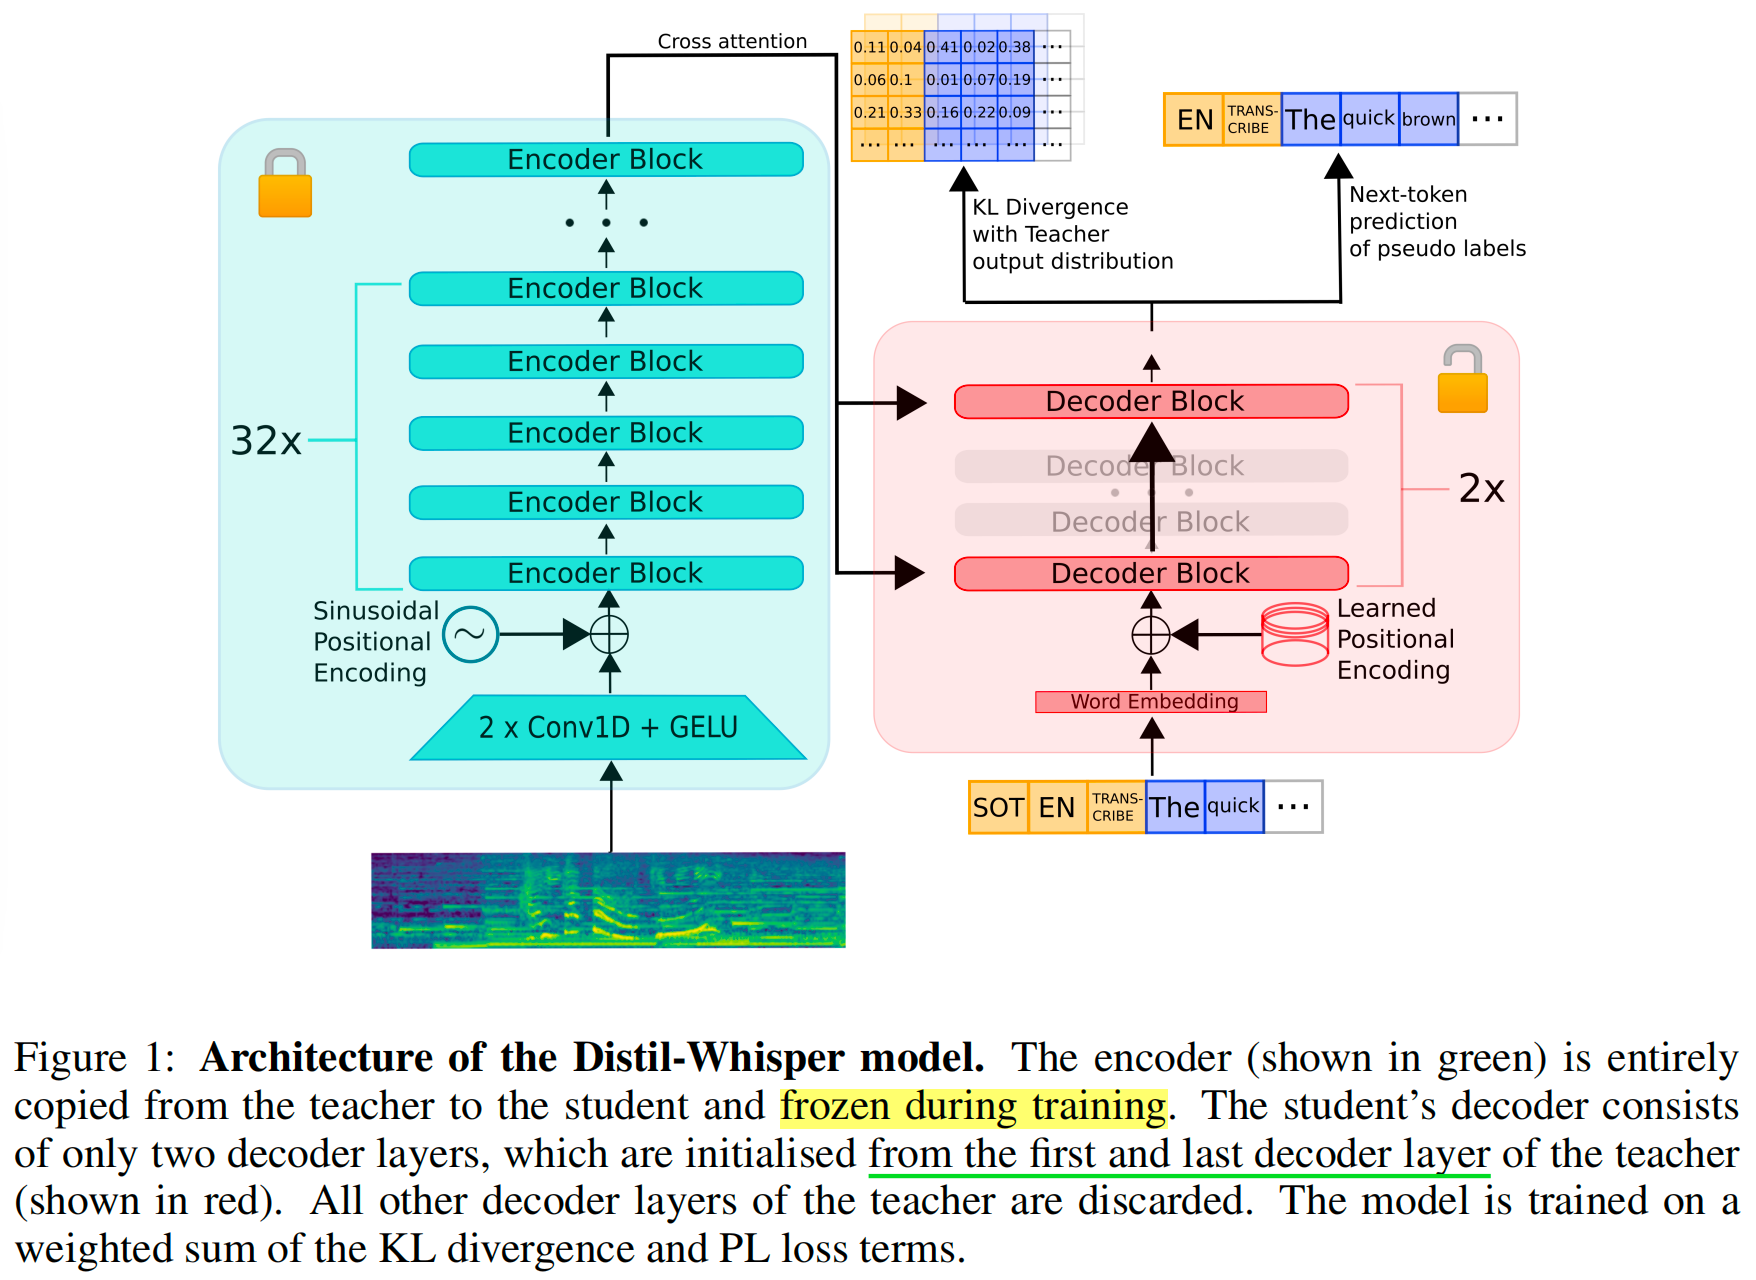 Cross attention
0.11 0.04 0.41 0.02 0.38 ...
0.06 0.1 0.01 0.07 0.19 ...
0.21 0.33 0.16 0.22 0.09 ...
... ... ... ... ... ...
EN TRANS-CRIBE The quick brown ...
KL Divergence
with Teacher
output distribution
Next-token
prediction
of pseudo labels
Encoder Block
. . .
Encoder Block
Encoder Block
Encoder Block
Encoder Block
Encoder Block
32x
Sinusoidal
Positional
Encoding
~
2 x Conv1D + GELU
Decoder Block
Decoder Block
. . .
Decoder Block
Decoder Block
2x
Learned
Positional
Encoding
Word Embedding
SOT EN TRANS-CRIBE The quick ...
Figure 1: Architecture of the Distil-Whisper model. The encoder (shown in green) is entirely
copied from the teacher to the student and frozen during training. The student’s decoder consists
of only two decoder layers, which are initialised from the first and last decoder layer of the teacher
(shown in red). All other decoder layers of the teacher are discarded. The model is trained on a
weighted sum of the KL divergence and PL loss terms.